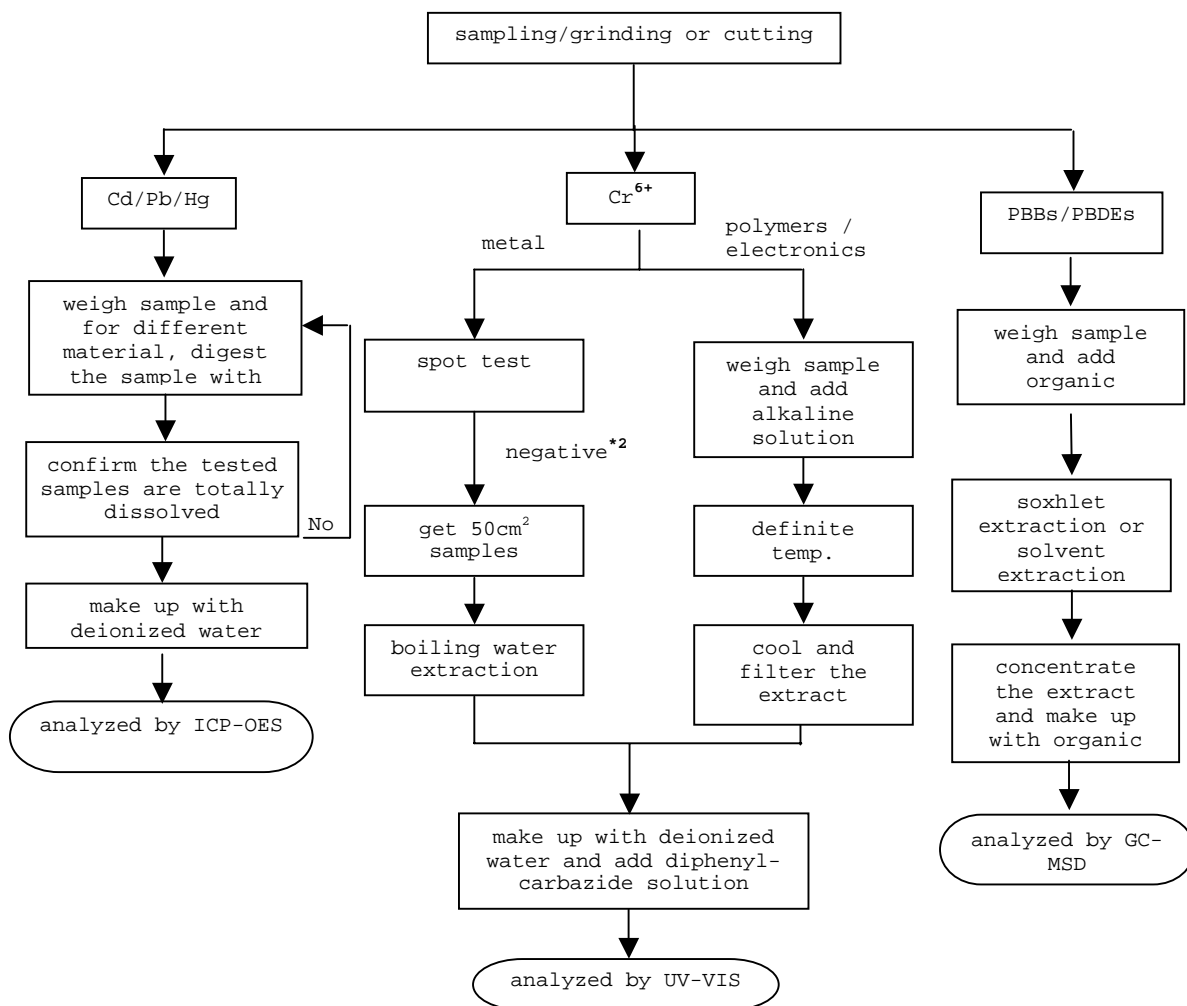 sampling/grinding or cutting
Cd/Pb/Hg
weigh sample and
for different
material, digest
the sample with
confirm the tested
samples are totally
dissolved
No
make up with
deionized water
analyzed by ICP-OES
Cr⁶⁺
metal
spot test
negative*²
get 50cm²
samples
boiling water
extraction
polymers /
electronics
weigh sample
and add
alkaline
solution
definite
temp.
cool and
filter the
extract
make up with deionized
water and add diphenyl-
carbazide solution
analyzed by UV-VIS
PBBs/PBDEs
weigh sample
and add
organic
soxhlet
extraction or
solvent
extraction
concentrate
the extract
and make up
with organic
analyzed by GC-
MSD